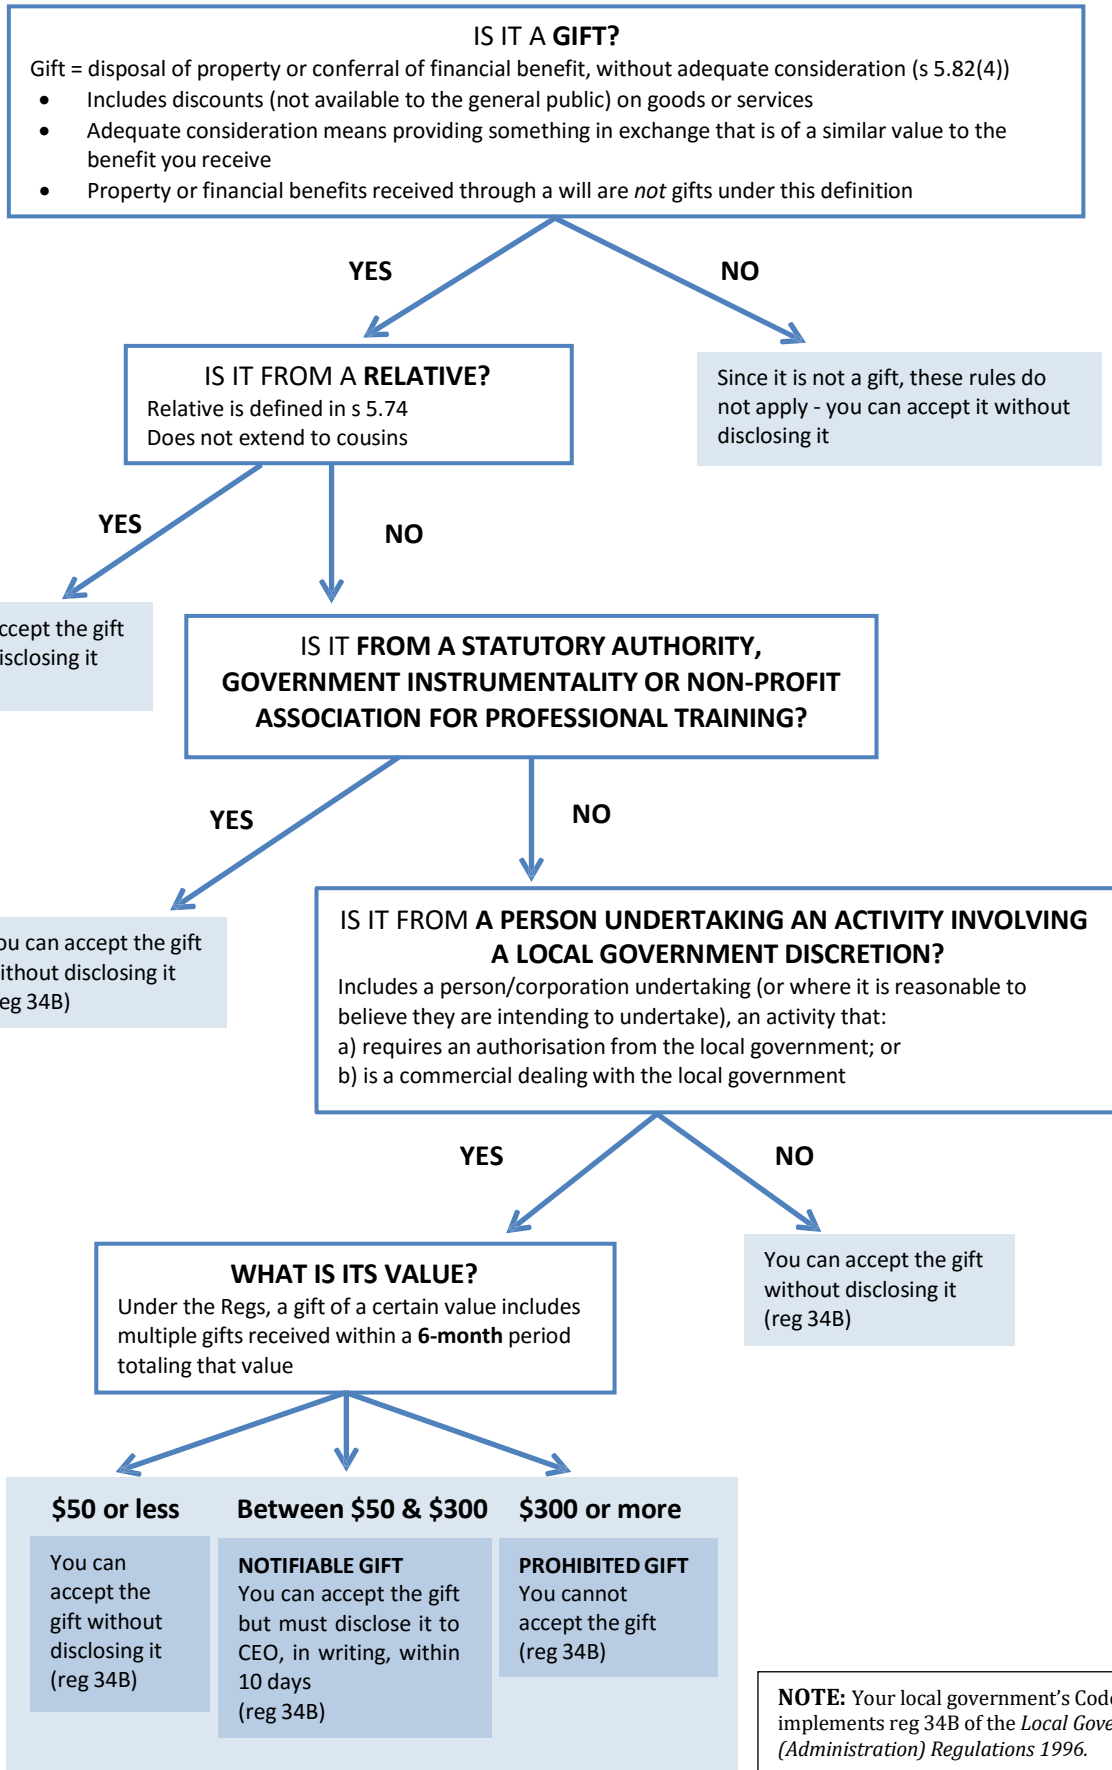 IS IT A GIFT?
Gift = disposal of property or conferral of financial benefit, without adequate consideration (s 5.82(4))
• Includes discounts (not available to the general public) on goods or services
• Adequate consideration means providing something in exchange that is of a similar value to the
benefit you receive
• Property or financial benefits received through a will are not gifts under this definition
YES
NO
IS IT FROM A RELATIVE?
Relative is defined in s 5.74
Does not extend to cousins
Since it is not a gift, these rules do
not apply - you can accept it without
disclosing it
YES
NO
ccept the gift
isclosing it
IS IT FROM A STATUTORY AUTHORITY,
GOVERNMENT INSTRUMENTALITY OR NON-PROFIT
ASSOCIATION FOR PROFESSIONAL TRAINING?
YES
NO
ou can accept the gift
ithout disclosing it
eg 34B)
IS IT FROM A PERSON UNDERTAKING AN ACTIVITY INVOLVING
A LOCAL GOVERNMENT DISCRETION?
Includes a person/corporation undertaking (or where it is reasonable to
believe they are intending to undertake), an activity that:
a) requires an authorisation from the local government; or
b) is a commercial dealing with the local government
YES
NO
WHAT IS ITS VALUE?
Under the Regs, a gift of a certain value includes
multiple gifts received within a 6-month period
totaling that value
You can accept the gift
without disclosing it
(reg 34B)
$50 or less
You can
accept the
gift without
disclosing it
(reg 34B)
Between $50 & $300
NOTIFIABLE GIFT
You can accept the gift
but must disclose it to
CEO, in writing, within
10 days
(reg 34B)
$300 or more
PROHIBITED GIFT
You cannot
accept the gift
(reg 34B)
NOTE: Your local government's Code
implements reg 34B of the Local Gove
(Administration) Regulations 1996.